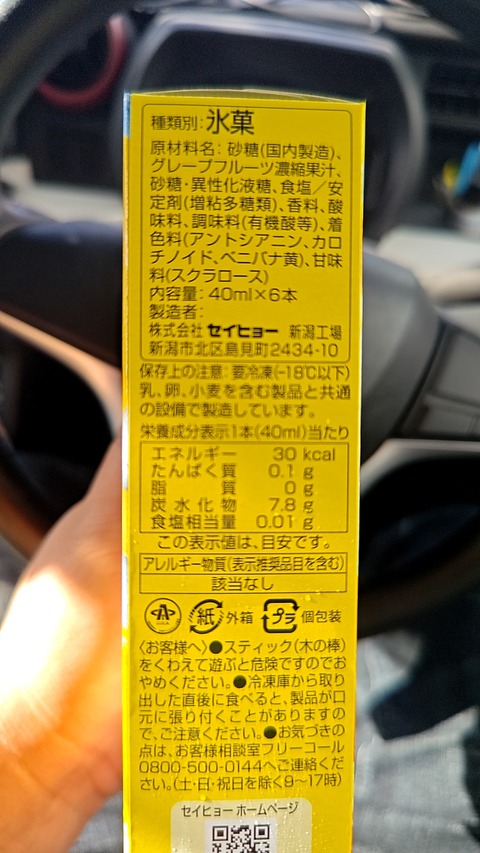 種類別：氷菓
原材料名：砂糖(国内製造)、
グレープフルーツ濃縮果汁、
砂糖・異性化液糖、食塩／安
定剤(増粘多糖類)、香料、酸
味料、調味料(有機酸等)、着
色料(アントシアニン、カロ
チノイド、ベニバナ黄)、甘味
料(スクラロース)
内容量：40ml×6本
製造者：
株式会社 セイヒョー 新潟工場
新潟市北区島見町2434-10
保存上の注意：要冷凍(-18℃以下)
乳、卵、小麦を含む製品と共通
の設備で製造しています。
栄養成分表示1本(40ml)当たり
エネルギー 30 kcal
たんぱく質 0.1 g
脂質 0 g
炭水化物 7.8 g
食塩相当量 0.01 g
この表示値は、目安です。
アレルギー物質(表示推奨品目を含む)
該当なし
紙 外箱 プラ 個包装
〈お客様へ〉●スティック(木の棒)
をくわえて遊ぶと危険ですのでお
やめください。●冷凍庫から取り
出した直後に食べると、製品が口
元に張り付くことがありますの
で、ご注意ください。●お気づきの
点は、お客様相談室フリーコール
0800-500-0144へご連絡くだ
さい。(土・日・祝日を除く9～17時)
セイヒョー ホームページ